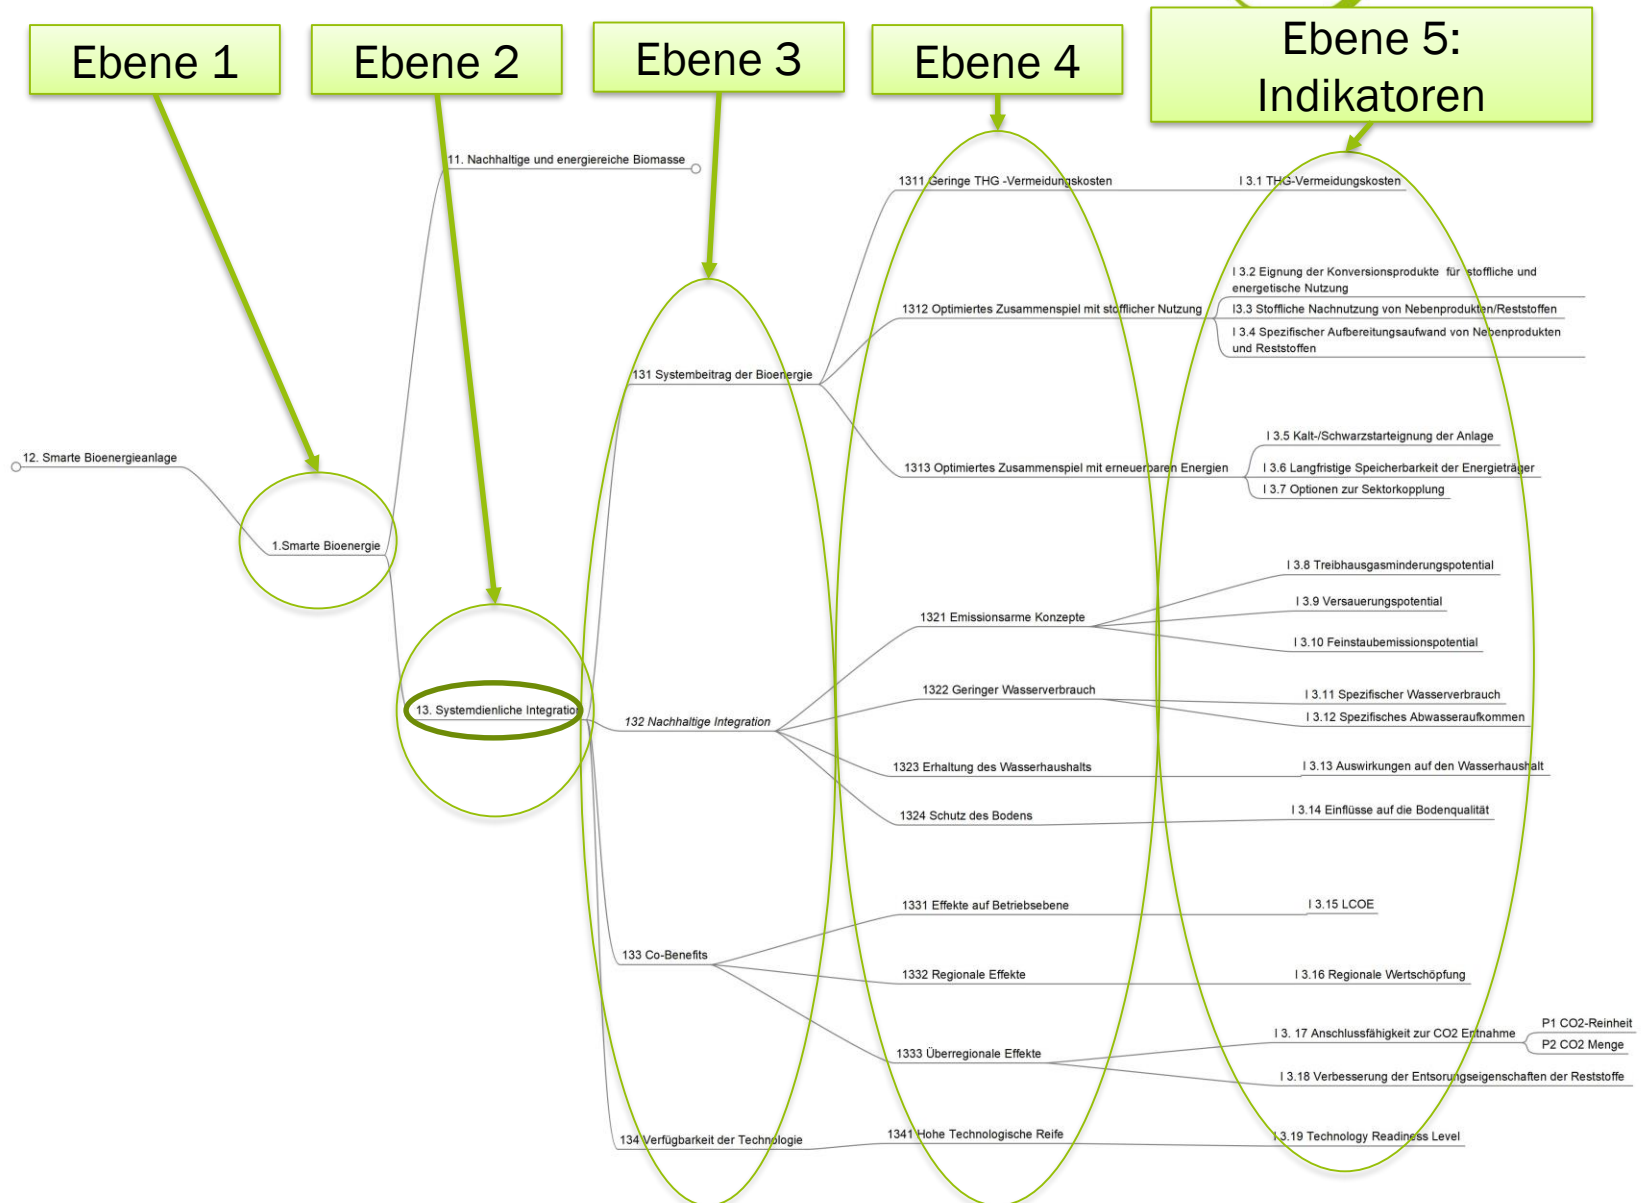 Ebene 1
Ebene 2
Ebene 3
Ebene 4
Ebene 5:
Indikatoren
11. Nachhaltige und energiereiche Biomasse
12. Smarte Bioenergieanlage
1.Smarte Bioenergie
13. Systemdienliche Integration
131 Systembeitrag der Bioenergie
1311 Geringe THG -Vermeidungskosten
I 3.1 THG-Vermeidungskosten
1312 Optimiertes Zusammenspiel mit stofflicher Nutzung
I 3.2 Eignung der Konversionsprodukte für stoffliche und
energetische Nutzung
I3.3 Stoffliche Nachnutzung von Nebenprodukten/Reststoffen
I 3.4 Spezifischer Aufbereitungsaufwand von Nebenprodukten
und Reststoffen
1313 Optimiertes Zusammenspiel mit erneuerbaren Energien
I 3.5 Kalt-/Schwarzstarteignung der Anlage
I 3.6 Langfristige Speicherbarkeit der Energieträger
I 3.7 Optionen zur Sektorkopplung
132 Nachhaltige Integration
1321 Emissionsarme Konzepte
I 3.8 Treibhausgasminderungspotential
I 3.9 Versauerungspotential
I 3.10 Feinstaubemissionspotential
1322 Geringer Wasserverbrauch
I 3.11 Spezifischer Wasserverbrauch
I 3.12 Spezifisches Abwasseraufkommen
1323 Erhaltung des Wasserhaushalts
I 3.13 Auswirkungen auf den Wasserhaushalt
1324 Schutz des Bodens
I 3.14 Einflüsse auf die Bodenqualität
133 Co-Benefits
1331 Effekte auf Betriebsebene
I 3.15 LCOE
1332 Regionale Effekte
I 3.16 Regionale Wertschöpfung
1333 Überregionale Effekte
I 3. 17 Anschlussfähigkeit zur CO2 Entnahme
P1 CO2-Reinheit
P2 CO2 Menge
I 3.18 Verbesserung der Entsorungseigenschaften der Reststoffe
134 Verfügbarkeit der Technologie
1341 Hohe Technologische Reife
I 3.19 Technology Readiness Level